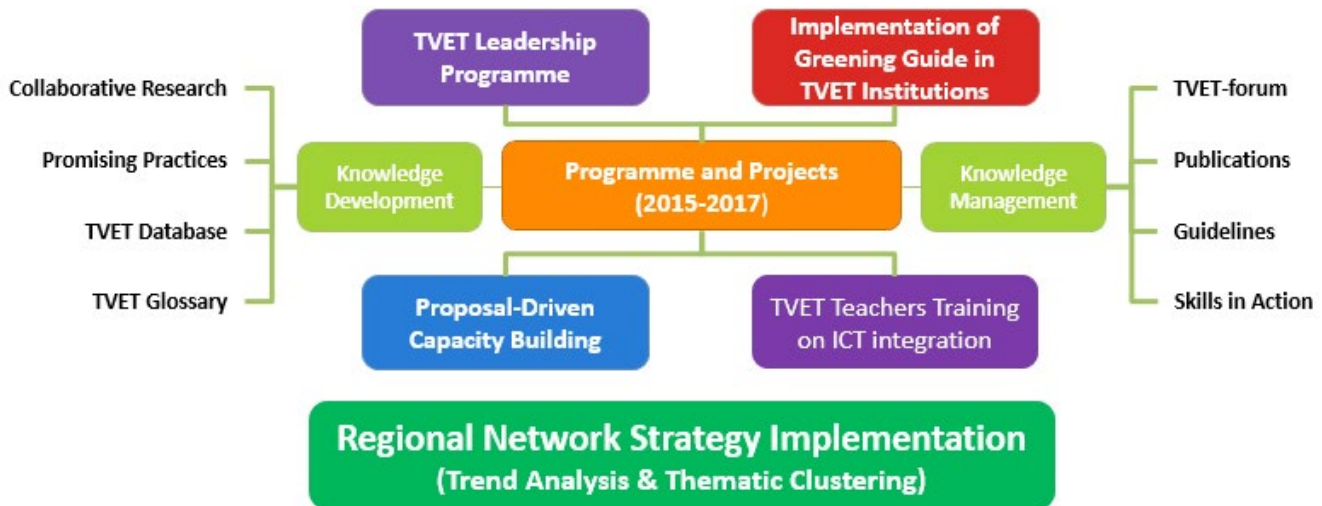 TVET Leadership
Programme
Implementation of
Greening Guide in
TVET Institutions
Collaborative Research
Promising Practices
TVET Database
TVET Glossary
Knowledge
Development
Programme and Projects
(2015-2017)
Knowledge
Management
TVET-forum
Publications
Guidelines
Skills in Action
Proposal-Driven
Capacity Building
TVET Teachers Training
on ICT integration
Regional Network Strategy Implementation
(Trend Analysis & Thematic Clustering)